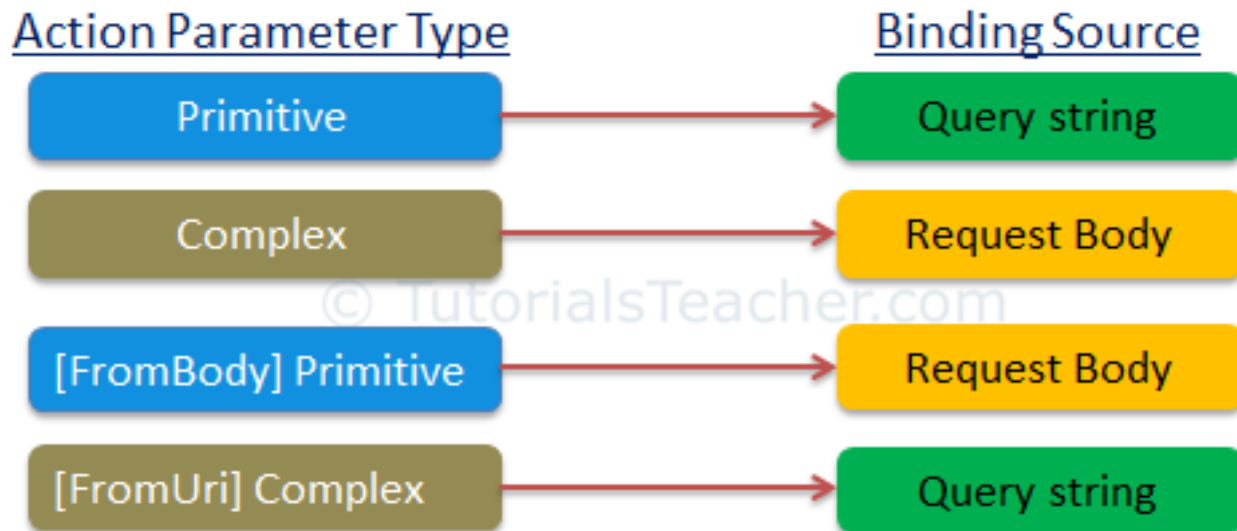 Action Parameter Type Binding Source
Primitive Query string
Complex Request Body
© TutorialsTeacher.com
[FromBody] Primitive Request Body
[FromUri] Complex Query string